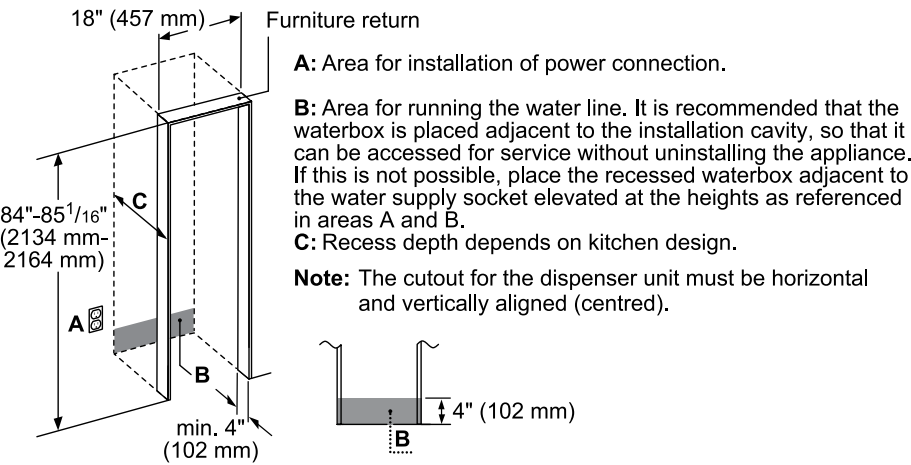 18" (457 mm)
Furniture return
A: Area for installation of power connection.
B: Area for running the water line. It is recommended that the
waterbox is placed adjacent to the installation cavity, so that it
can be accessed for service without uninstalling the appliance.
If this is not possible, place the recessed waterbox adjacent to
the water supply socket elevated at the heights as referenced
in areas A and B.
C: Recess depth depends on kitchen design.
Note: The cutout for the dispenser unit must be horizontal
and vertically aligned (centred).
C
84"-85 1/16"
(2134 mm-
2164 mm)
A
B
min. 4"
(102 mm)
4" (102 mm)
B